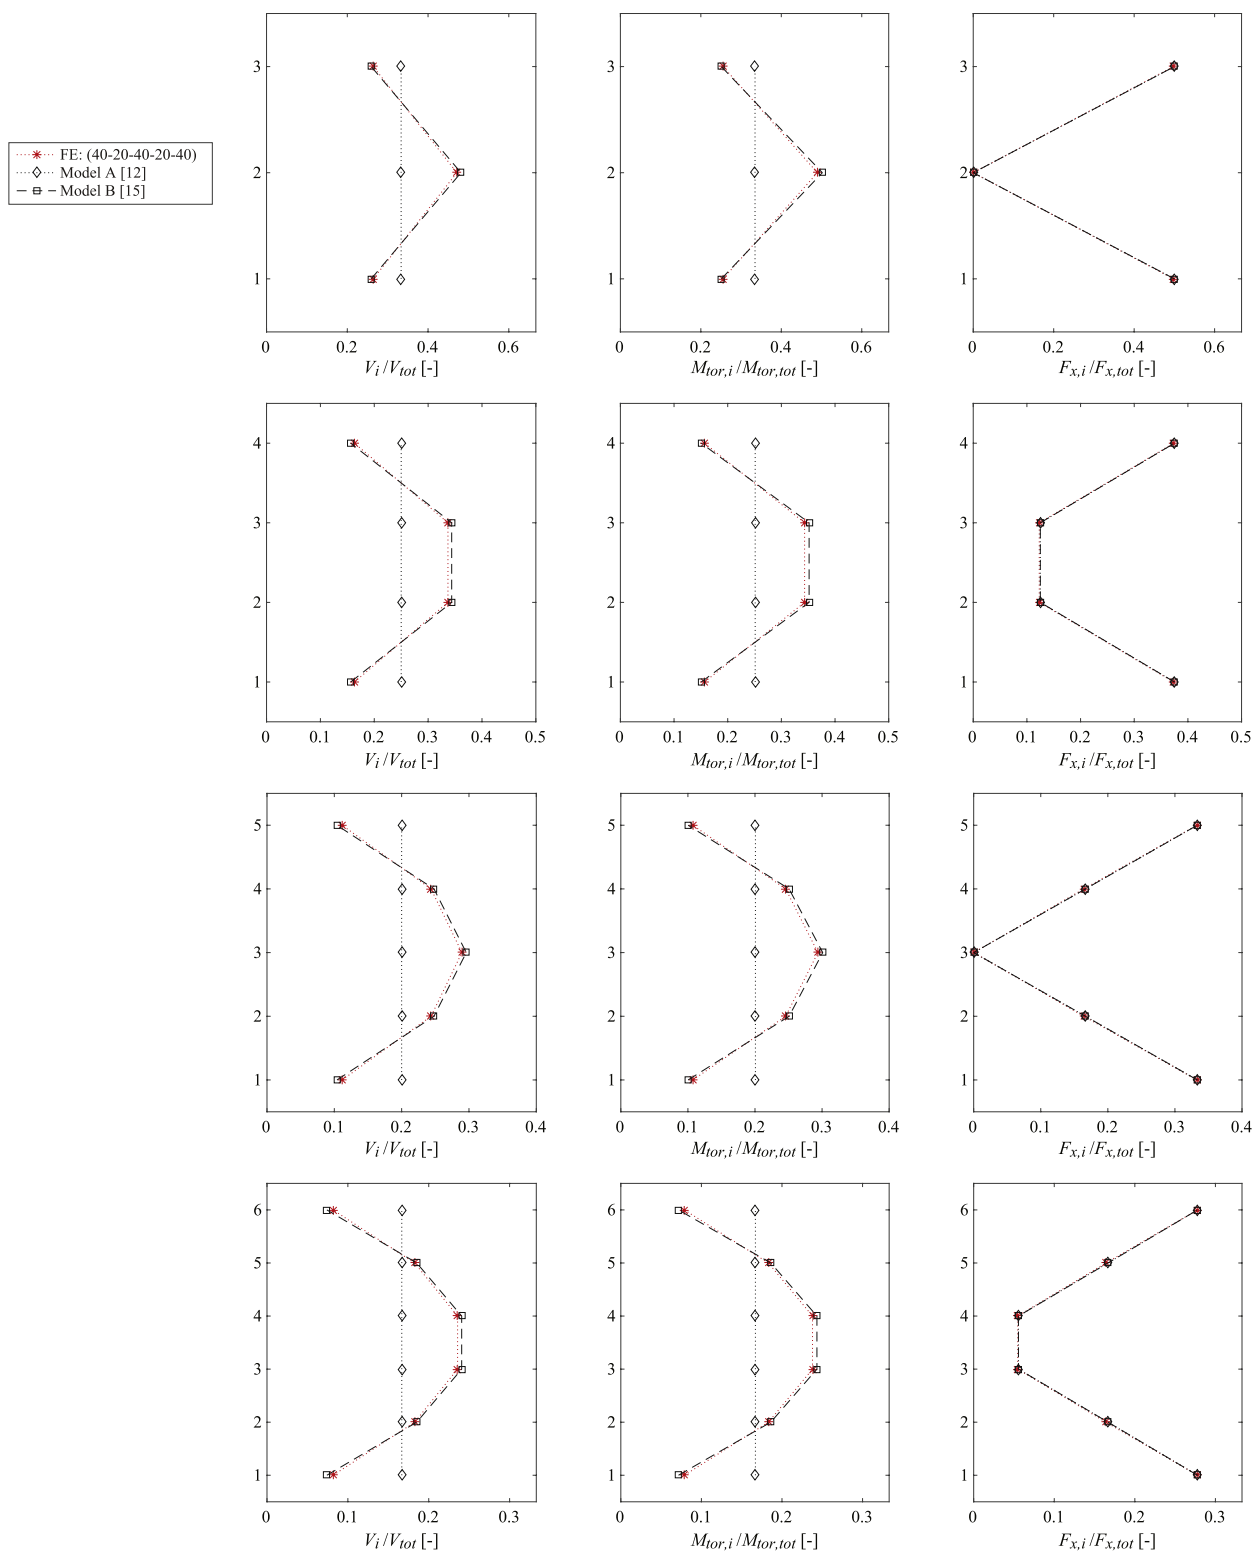 FE: (40-20-40-20-40)
Model A [12]
Model B [15]
3 3 3
2 2 2
1 1 1
0 0.2 0.4 0.6 0 0.2 0.4 0.6 0 0.2 0.4 0.6
V_i/V_tot [-] M_tor,i/M_tor,tot [-] F_x,i/F_x,tot [-]
4 4 4
3 3 3
2 2 2
1 1 1
0 0.1 0.2 0.3 0.4 0.5 0 0.1 0.2 0.3 0.4 0.5 0 0.1 0.2 0.3 0.4 0.5
V_i/V_tot [-] M_tor,i/M_tor,tot [-] F_x,i/F_x,tot [-]
5 5 5
4 4 4
3 3 3
2 2 2
1 1 1
0 0.1 0.2 0.3 0.4 0 0.1 0.2 0.3 0.4 0 0.1 0.2 0.3 0.4
V_i/V_tot [-] M_tor,i/M_tor,tot [-] F_x,i/F_x,tot [-]
6 6 6
5 5 5
4 4 4
3 3 3
2 2 2
1 1 1
0 0.1 0.2 0.3 0 0.1 0.2 0.3 0 0.1 0.2 0.3
V_i/V_tot [-] M_tor,i/M_tor,tot [-] F_x,i/F_x,tot [-]